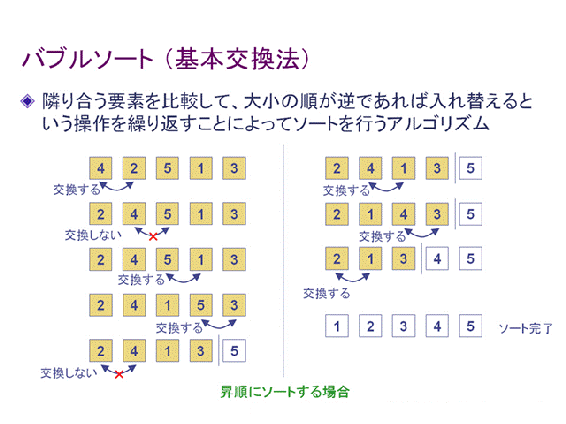 バブルソート（基本交換法）
隣り合う要素を比較して、大小の順が逆であれば入れ替えると
いう操作を繰り返すことによってソートを行うアルゴリズム
4 2 5 1 3
交換する
2 4 5 1 3
交換しない
2 4 5 1 3
交換する
2 4 1 5 3
交換する
2 4 1 3 5
交換しない
2 4 1 3 5
交換する
2 1 4 3 5
交換する
2 1 3 4 5
交換する
1 2 3 4 5 ソート完了
昇順にソートする場合